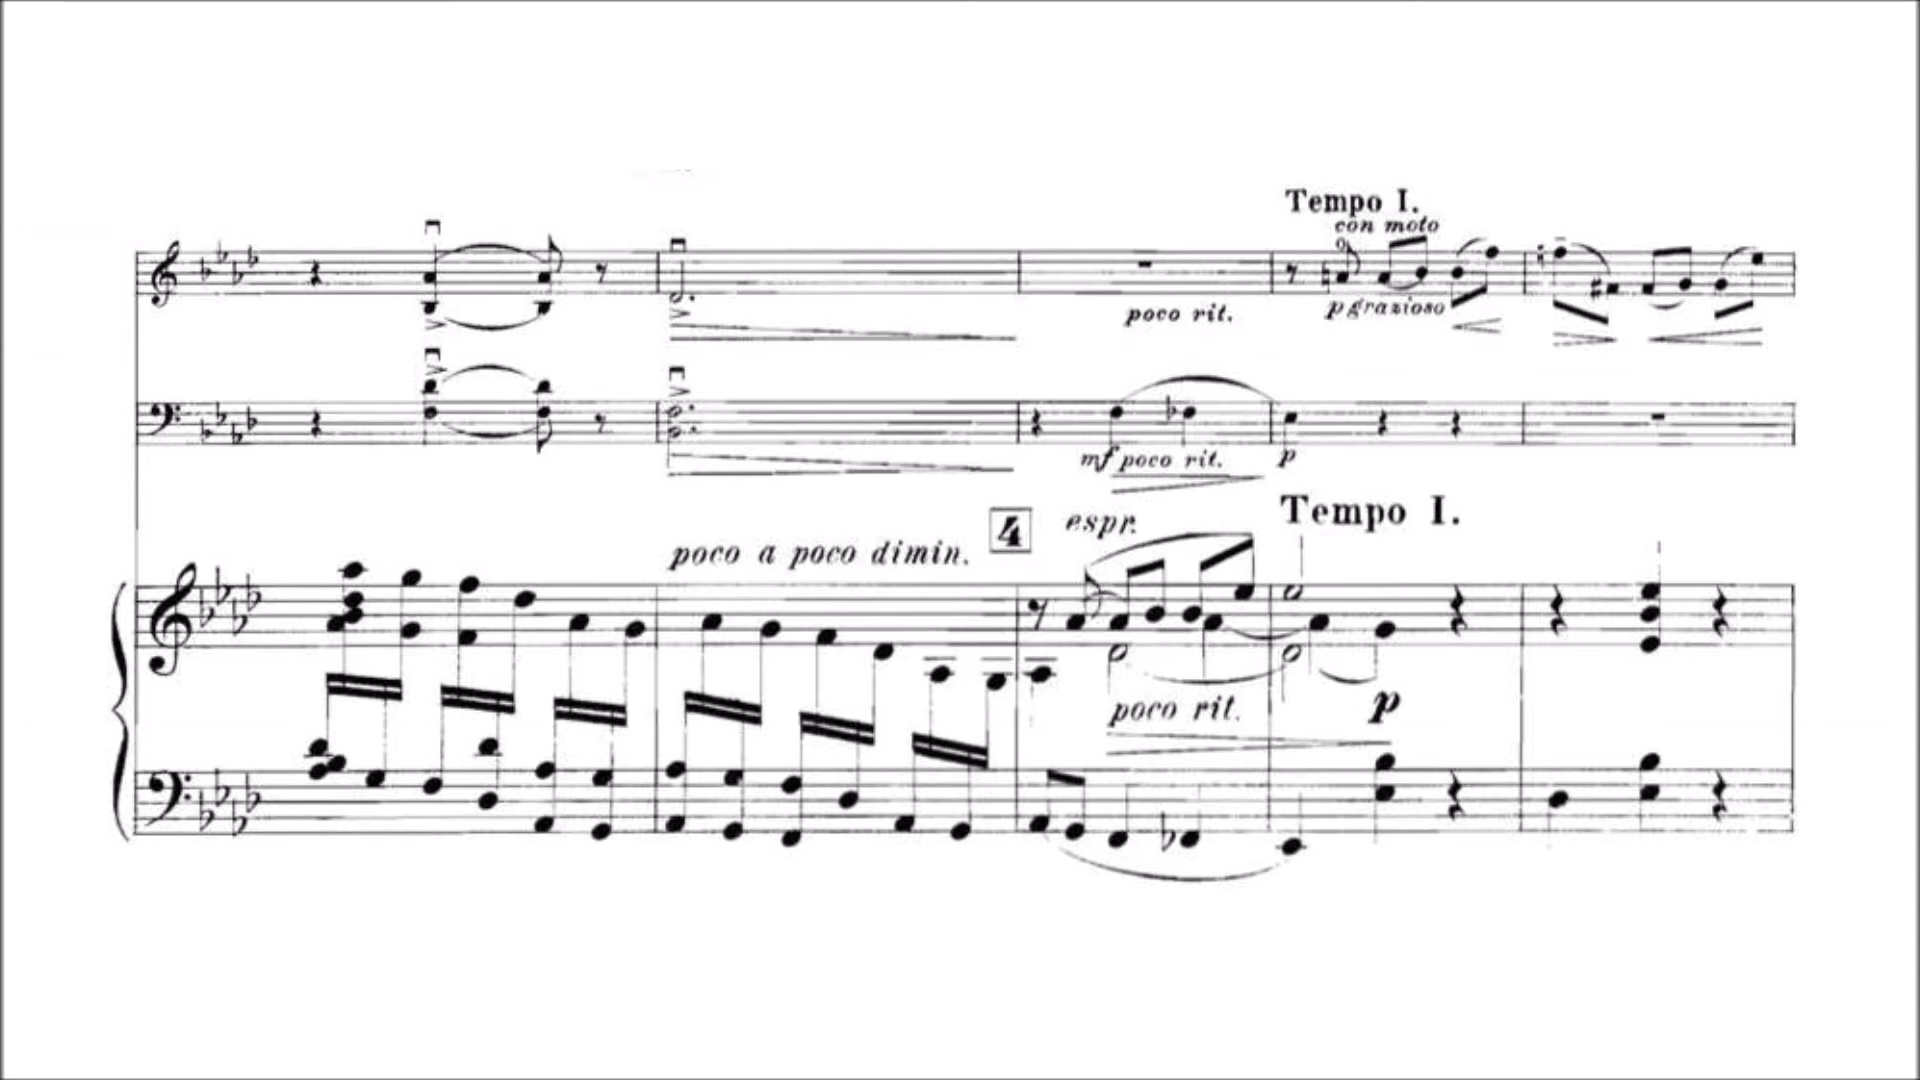 Tempo I.
con moto
poco rit.
p grazioso
mf poco rit.
p
4
espr.
Tempo I.
poco a poco dimin.
poco rit.
p